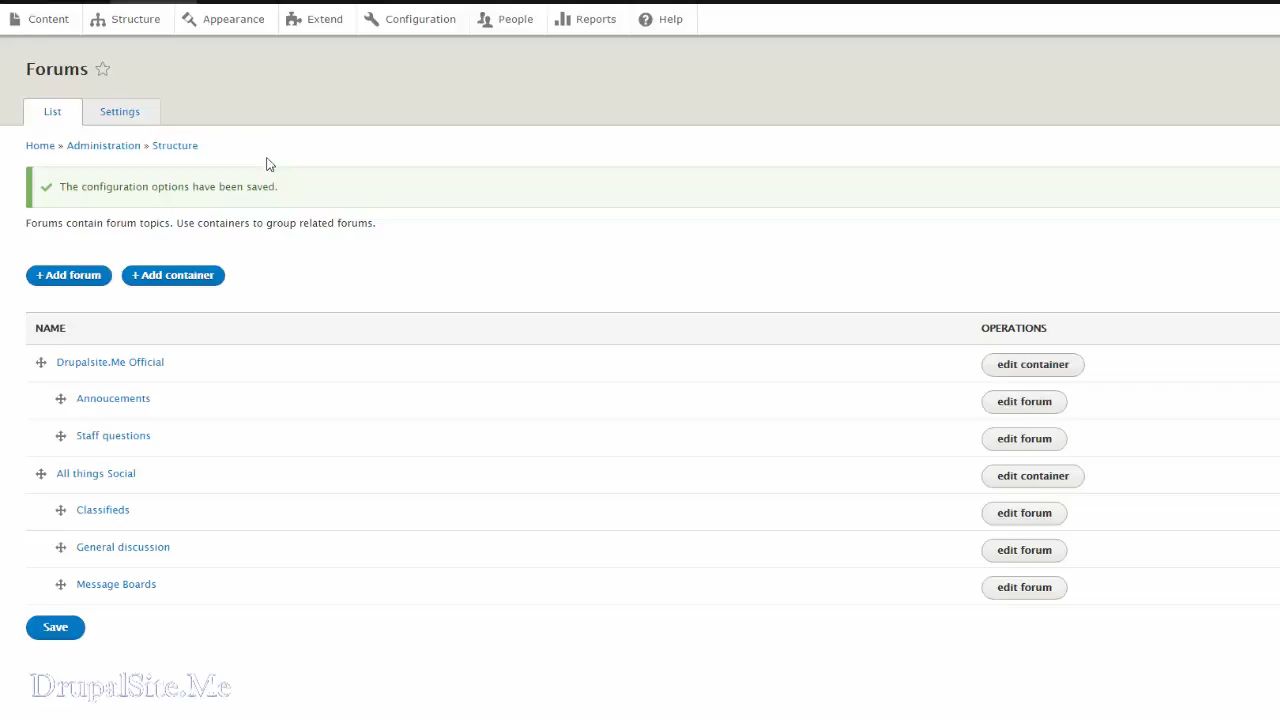 Content Structure Appearance Extend Configuration People Reports Help
Forums
List Settings
Home » Administration » Structure
The configuration options have been saved.
Forums contain forum topics. Use containers to group related forums.
+ Add forum + Add container
NAME OPERATIONS
Drupalsite.Me Official edit container
Annoucements edit forum
Staff questions edit forum
All things Social edit container
Classifieds edit forum
General discussion edit forum
Message Boards edit forum
Save
DrupalSite.Me